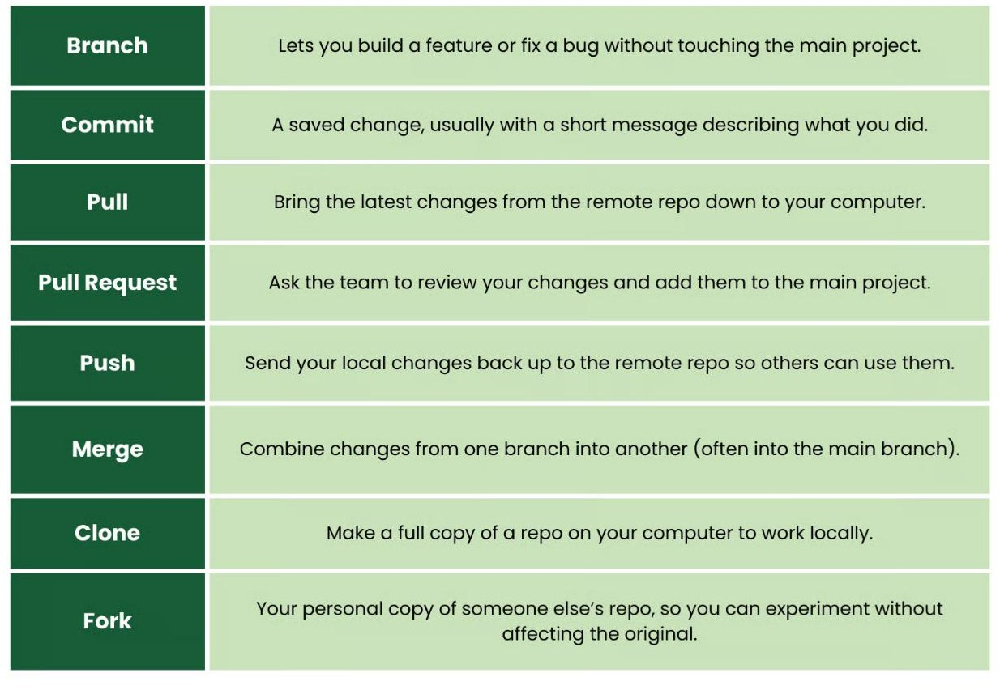 Branch
Lets you build a feature or fix a bug without touching the main project.
Commit
A saved change, usually with a short message describing what you did.
Pull
Bring the latest changes from the remote repo down to your computer.
Pull Request
Ask the team to review your changes and add them to the main project.
Push
Send your local changes back up to the remote repo so others can use them.
Merge
Combine changes from one branch into another (often into the main branch).
Clone
Make a full copy of a repo on your computer to work locally.
Fork
Your personal copy of someone else’s repo, so you can experiment without
affecting the original.